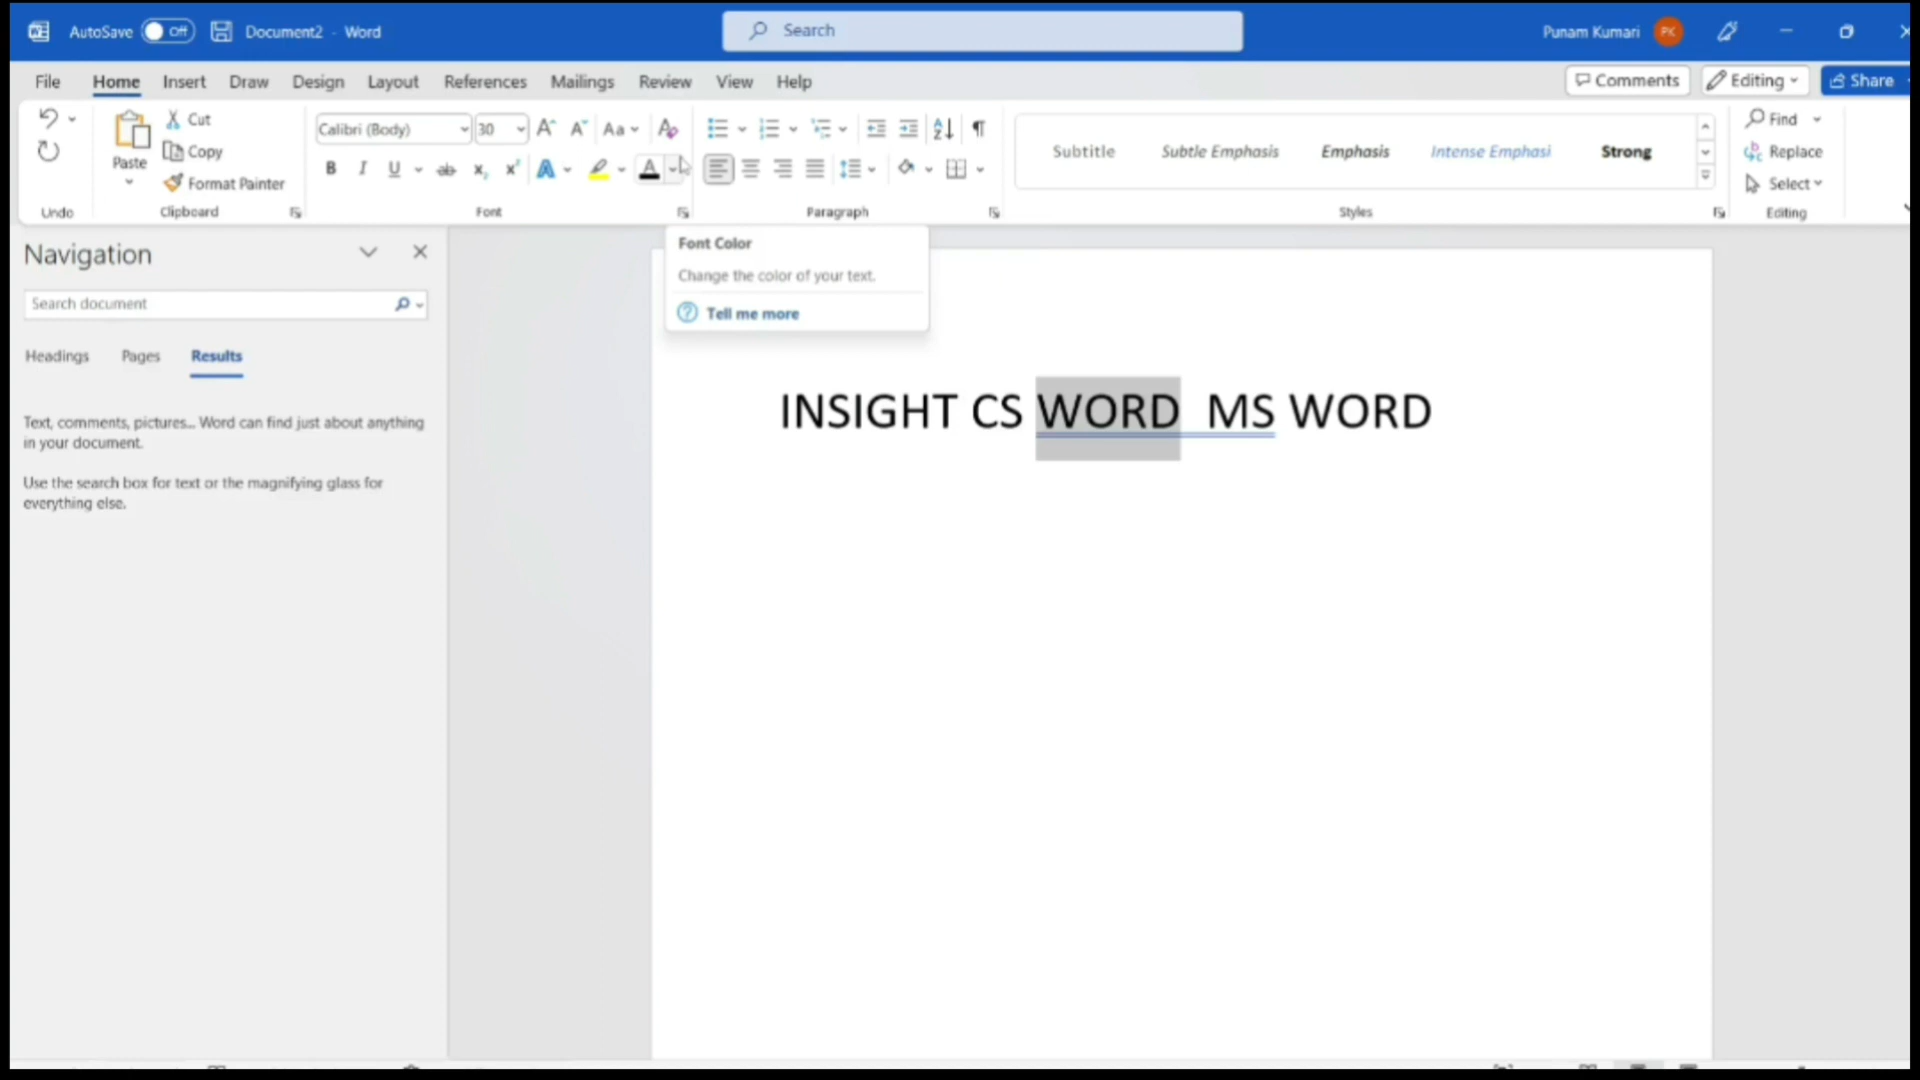 AutoSave Off Document2 - Word Search Punam Kumari PK
File Home Insert Draw Design Layout References Mailings Review View Help Comments Editing Share
Paste Cut Copy Format Painter
Calibri (Body) 30 A A Aa A
B I U ab x x A A
Subtitle Subtle Emphasis Emphasis Intense Emphasi Strong
Find
Replace
Select
Undo Clipboard Font Paragraph Styles Editing
Navigation
Search document
Headings Pages Results
Text, comments, pictures... Word can find just about anything
in your document.
Use the search box for text or the magnifying glass for
everything else.
Font Color
Change the color of your text.
? Tell me more
INSIGHT CS WORD MS WORD